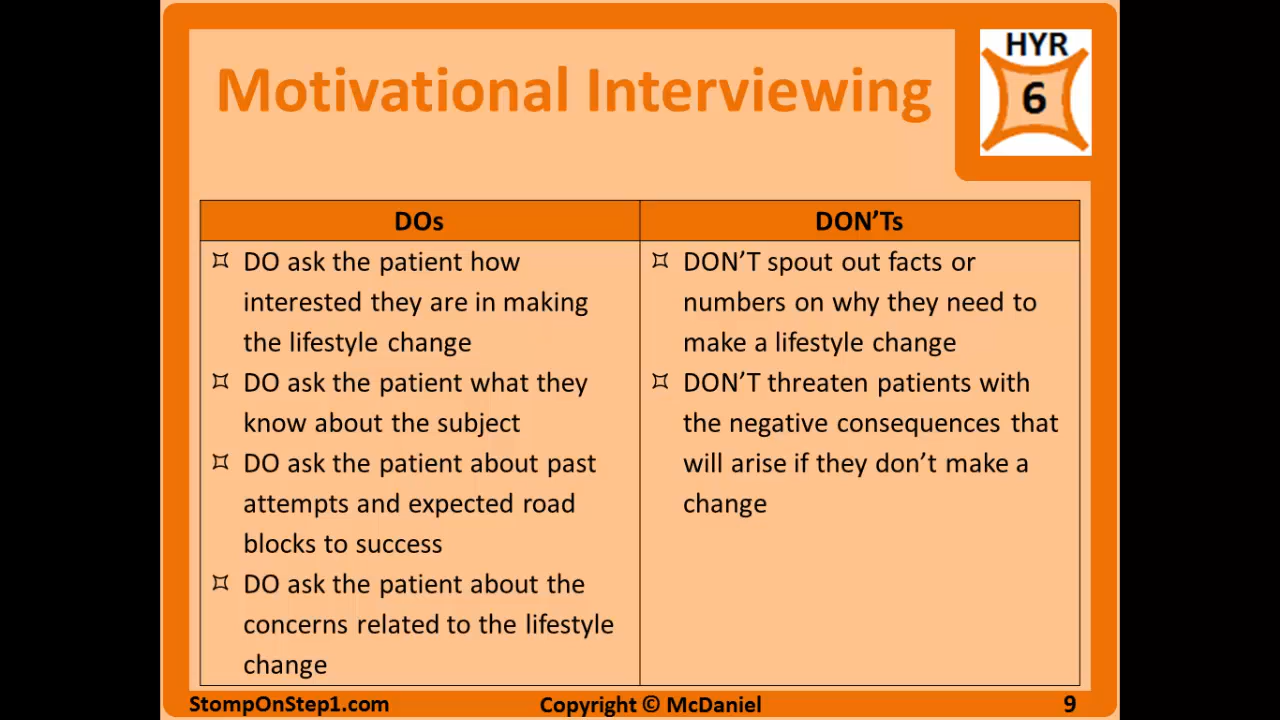 Motivational Interviewing
HYR
6
DOs
DO ask the patient how
interested they are in making
the lifestyle change
DO ask the patient what they
know about the subject
DO ask the patient about past
attempts and expected road
blocks to success
DO ask the patient about the
concerns related to the lifestyle
change
DON'Ts
DON'T spout out facts or
numbers on why they need to
make a lifestyle change
DON'T threaten patients with
the negative consequences that
will arise if they don't make a
change
StompOnStep1.com
Copyright © McDaniel
9